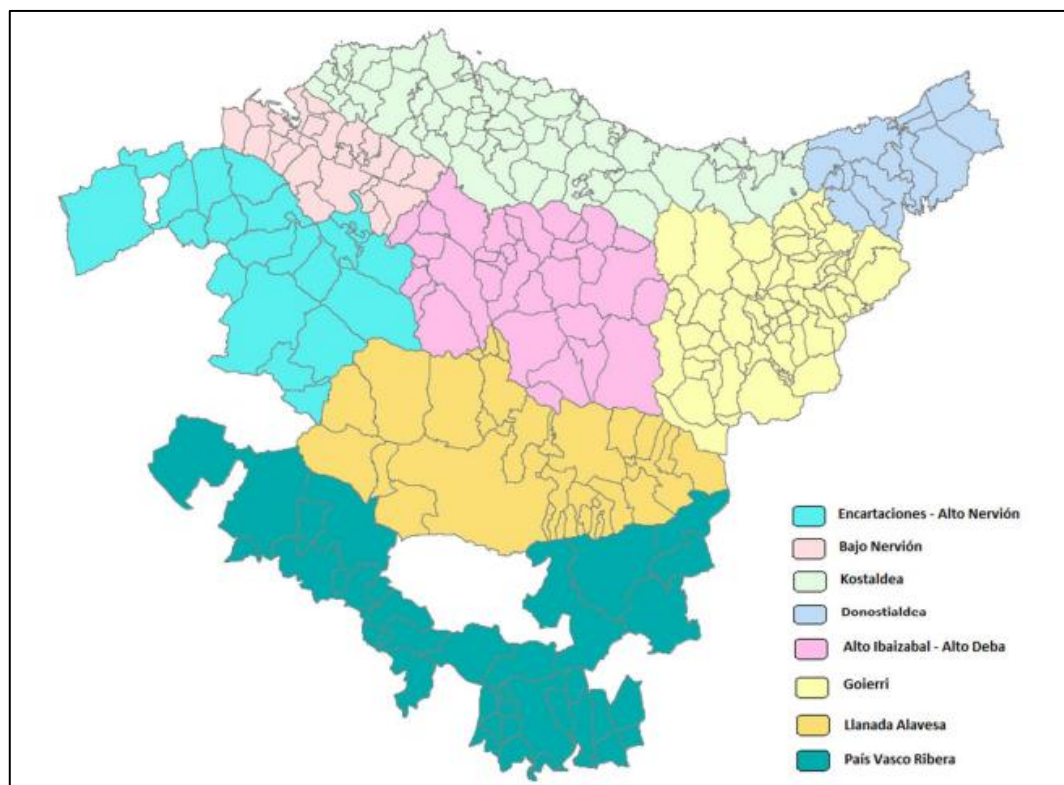 Encartaciones - Alto Nervión
Bajo Nervión
Kostaldea
Donostialdea
Alto Ibaizabal - Alto Deba
Goierri
Llanada Alavesa
País Vasco Ribera